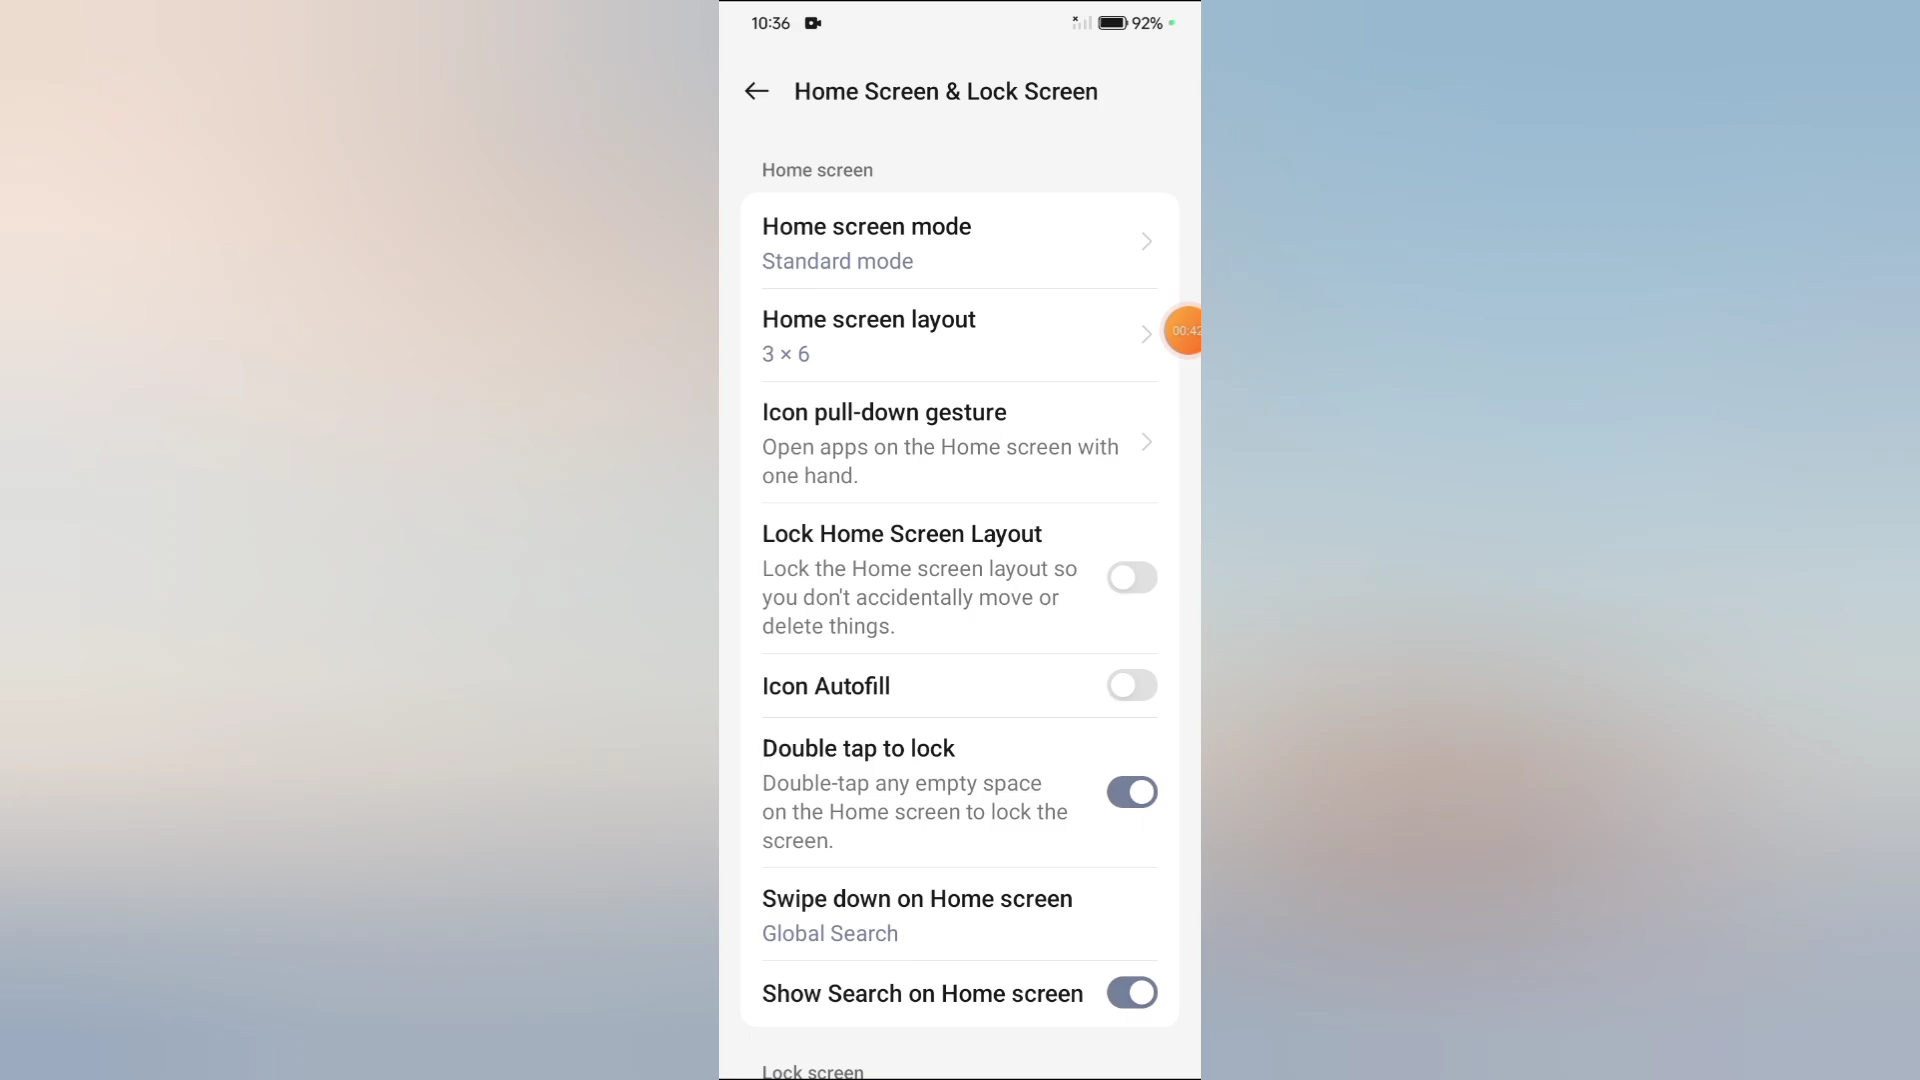 10:36 92%
Home Screen & Lock Screen
Home screen
Home screen mode
Standard mode
Home screen layout
3 × 6
00:42
Icon pull-down gesture
Open apps on the Home screen with
one hand.
Lock Home Screen Layout
Lock the Home screen layout so
you don't accidentally move or
delete things.
Icon Autofill
Double tap to lock
Double-tap any empty space
on the Home screen to lock the
screen.
Swipe down on Home screen
Global Search
Show Search on Home screen
Lock screen